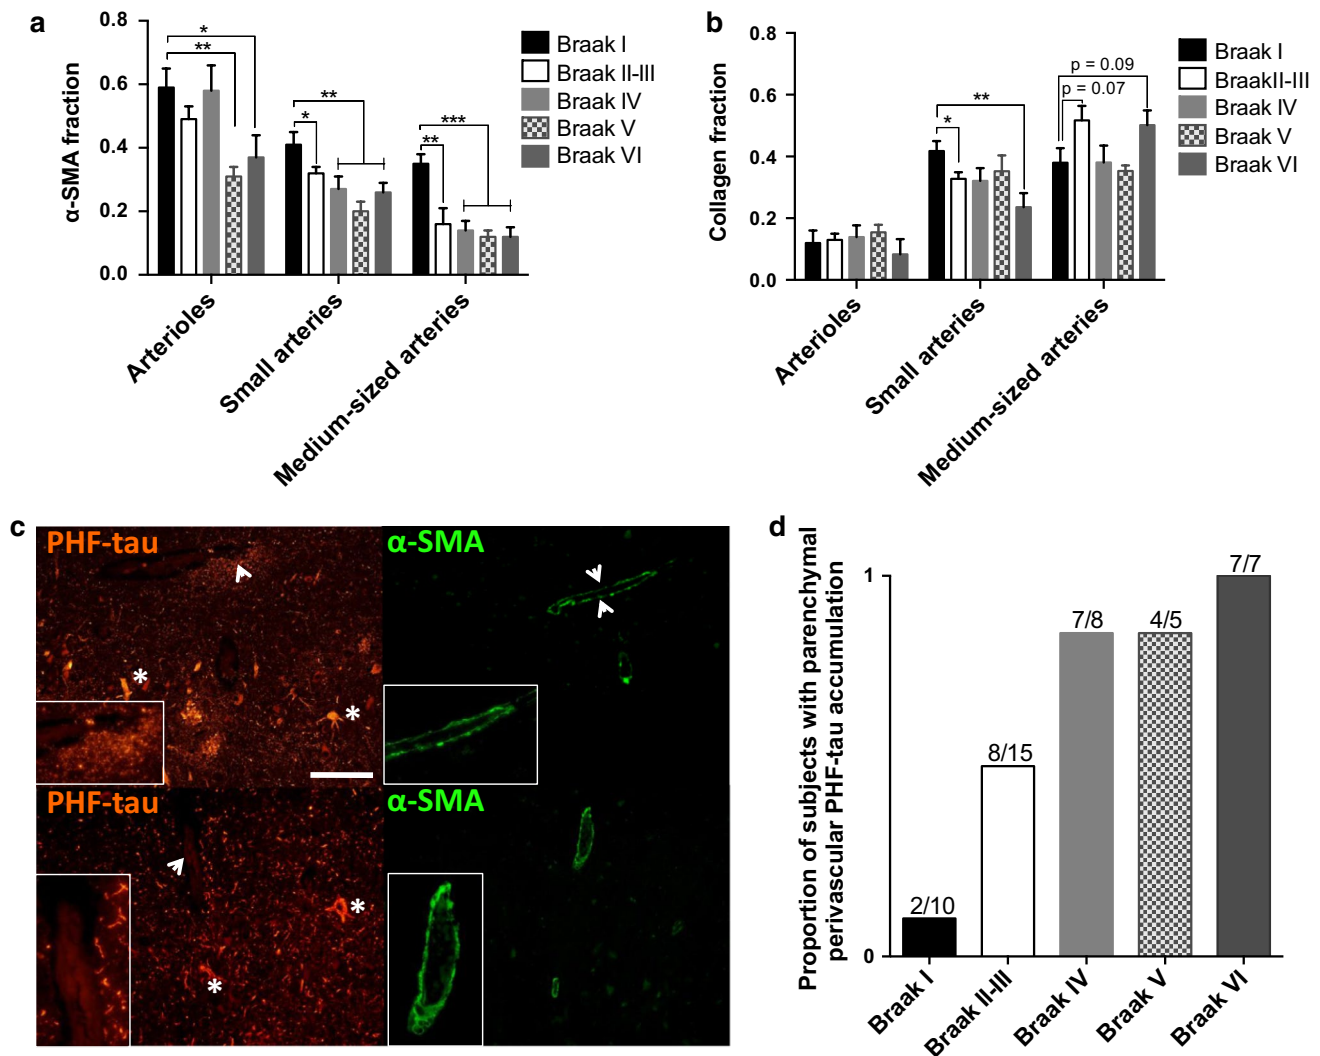 a
0.8
0.6
0.4
0.2
0.0
α-SMA fraction
*
**
**
*
***
**
Braak I
Braak II-III
Braak IV
Braak V
Braak VI
Arterioles
Small arteries
Medium-sized arteries
b
0.8
0.6
0.4
0.2
0.0
Collagen fraction
**
*
p = 0.09
p = 0.07
Braak I
BraakII-III
Braak IV
Braak V
Braak VI
Arterioles
Small arteries
Medium-sized arteries
c
PHF-tau
α-SMA
*
*
PHF-tau
α-SMA
*
*
d
Proportion of subjects with parenchymal
perivascular PHF-tau accumulation
1
0
2/10
8/15
7/8
4/5
7/7
Braak I
Braak II-III
Braak IV
Braak V
Braak VI